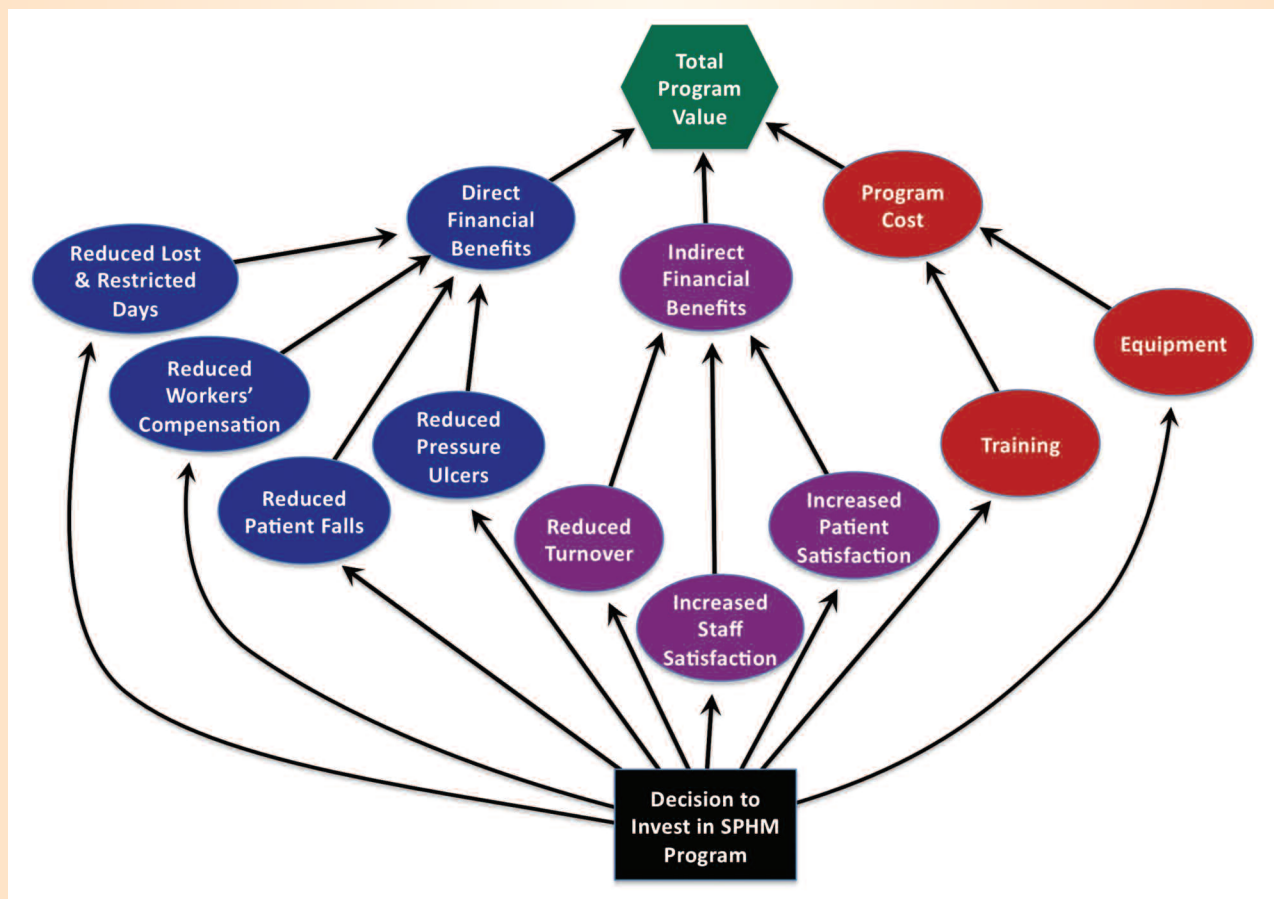 Total
Program
Value
Direct
Financial
Benefits
Program
Cost
Reduced Lost
& Restricted
Days
Indirect
Financial
Benefits
Equipment
Reduced
Workers’
Compensation
Reduced
Pressure
Ulcers
Training
Reduced
Patient Falls
Reduced
Turnover
Increased
Patient
Satisfaction
Increased
Staff
Satisfaction
Decision to
Invest in SPHM
Program